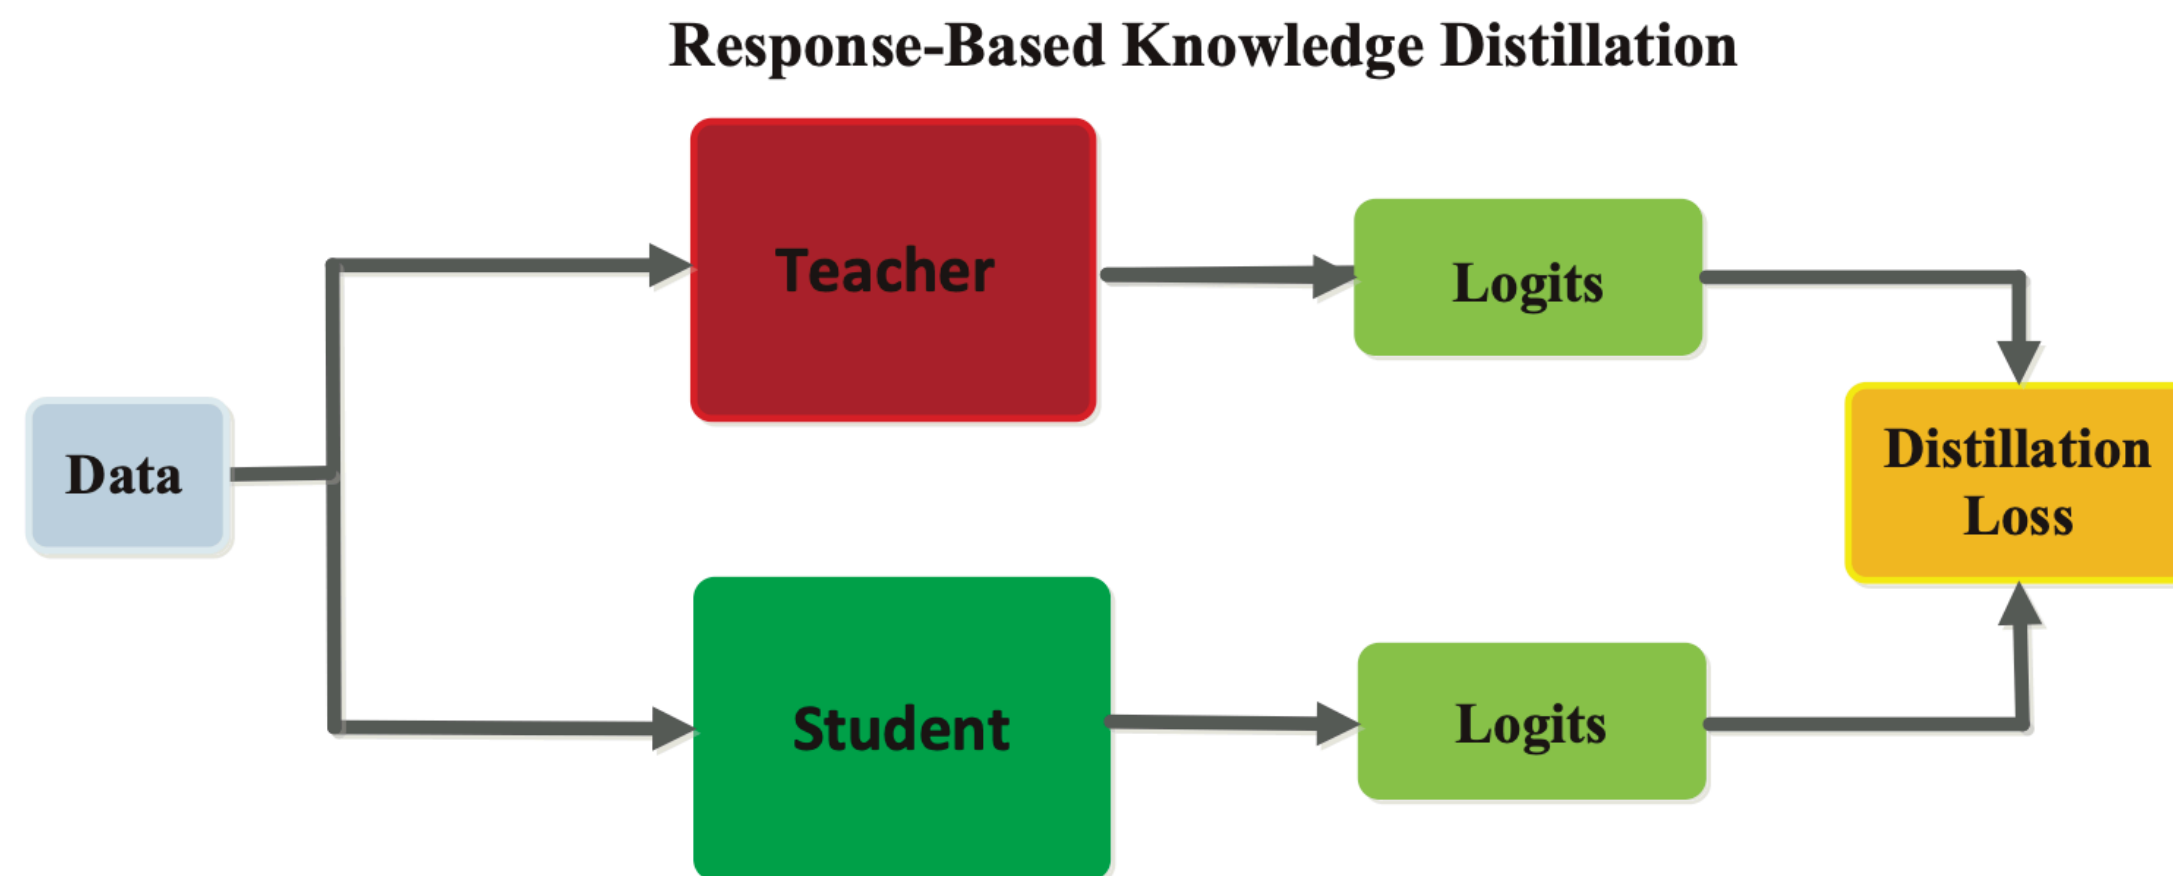 Response-Based Knowledge Distillation
Teacher
Logits
Data
Distillation
Loss
Student
Logits